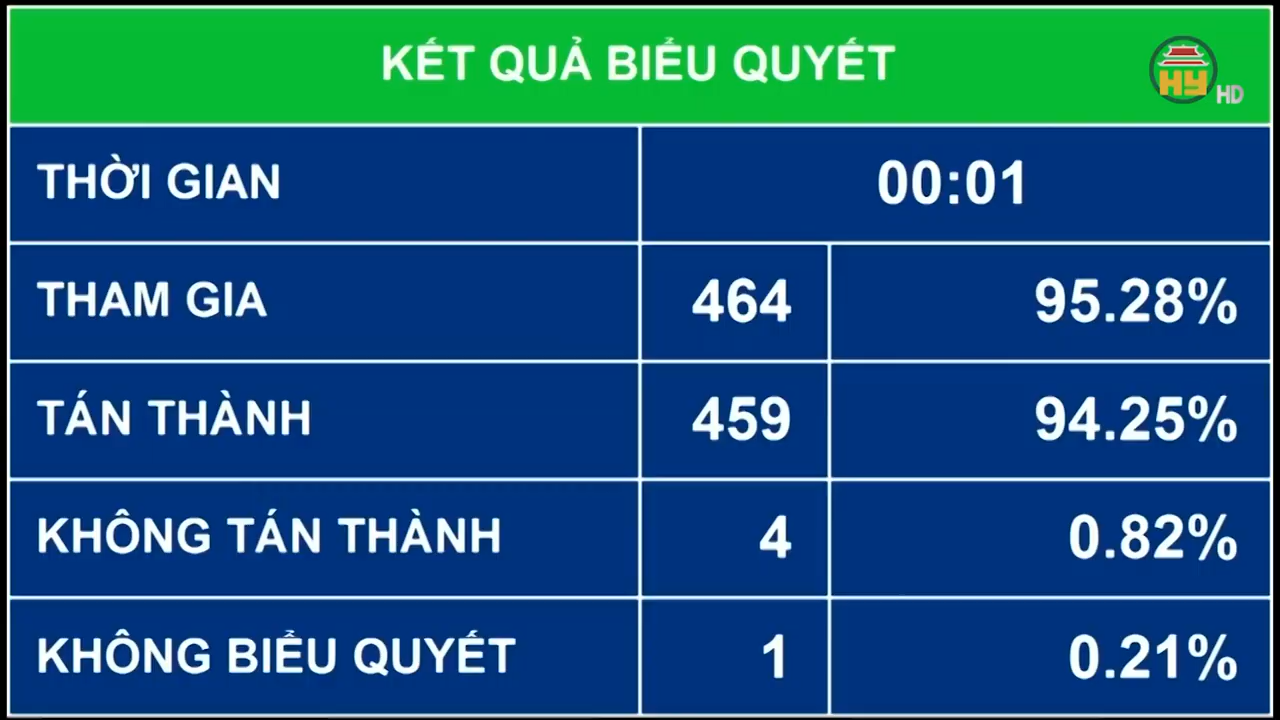 KẾT QUẢ BIỂU QUYẾT
HY HD
THỜI GIAN 00:01
THAM GIA 464 95.28%
TÁN THÀNH 459 94.25%
KHÔNG TÁN THÀNH 4 0.82%
KHÔNG BIỂU QUYẾT 1 0.21%